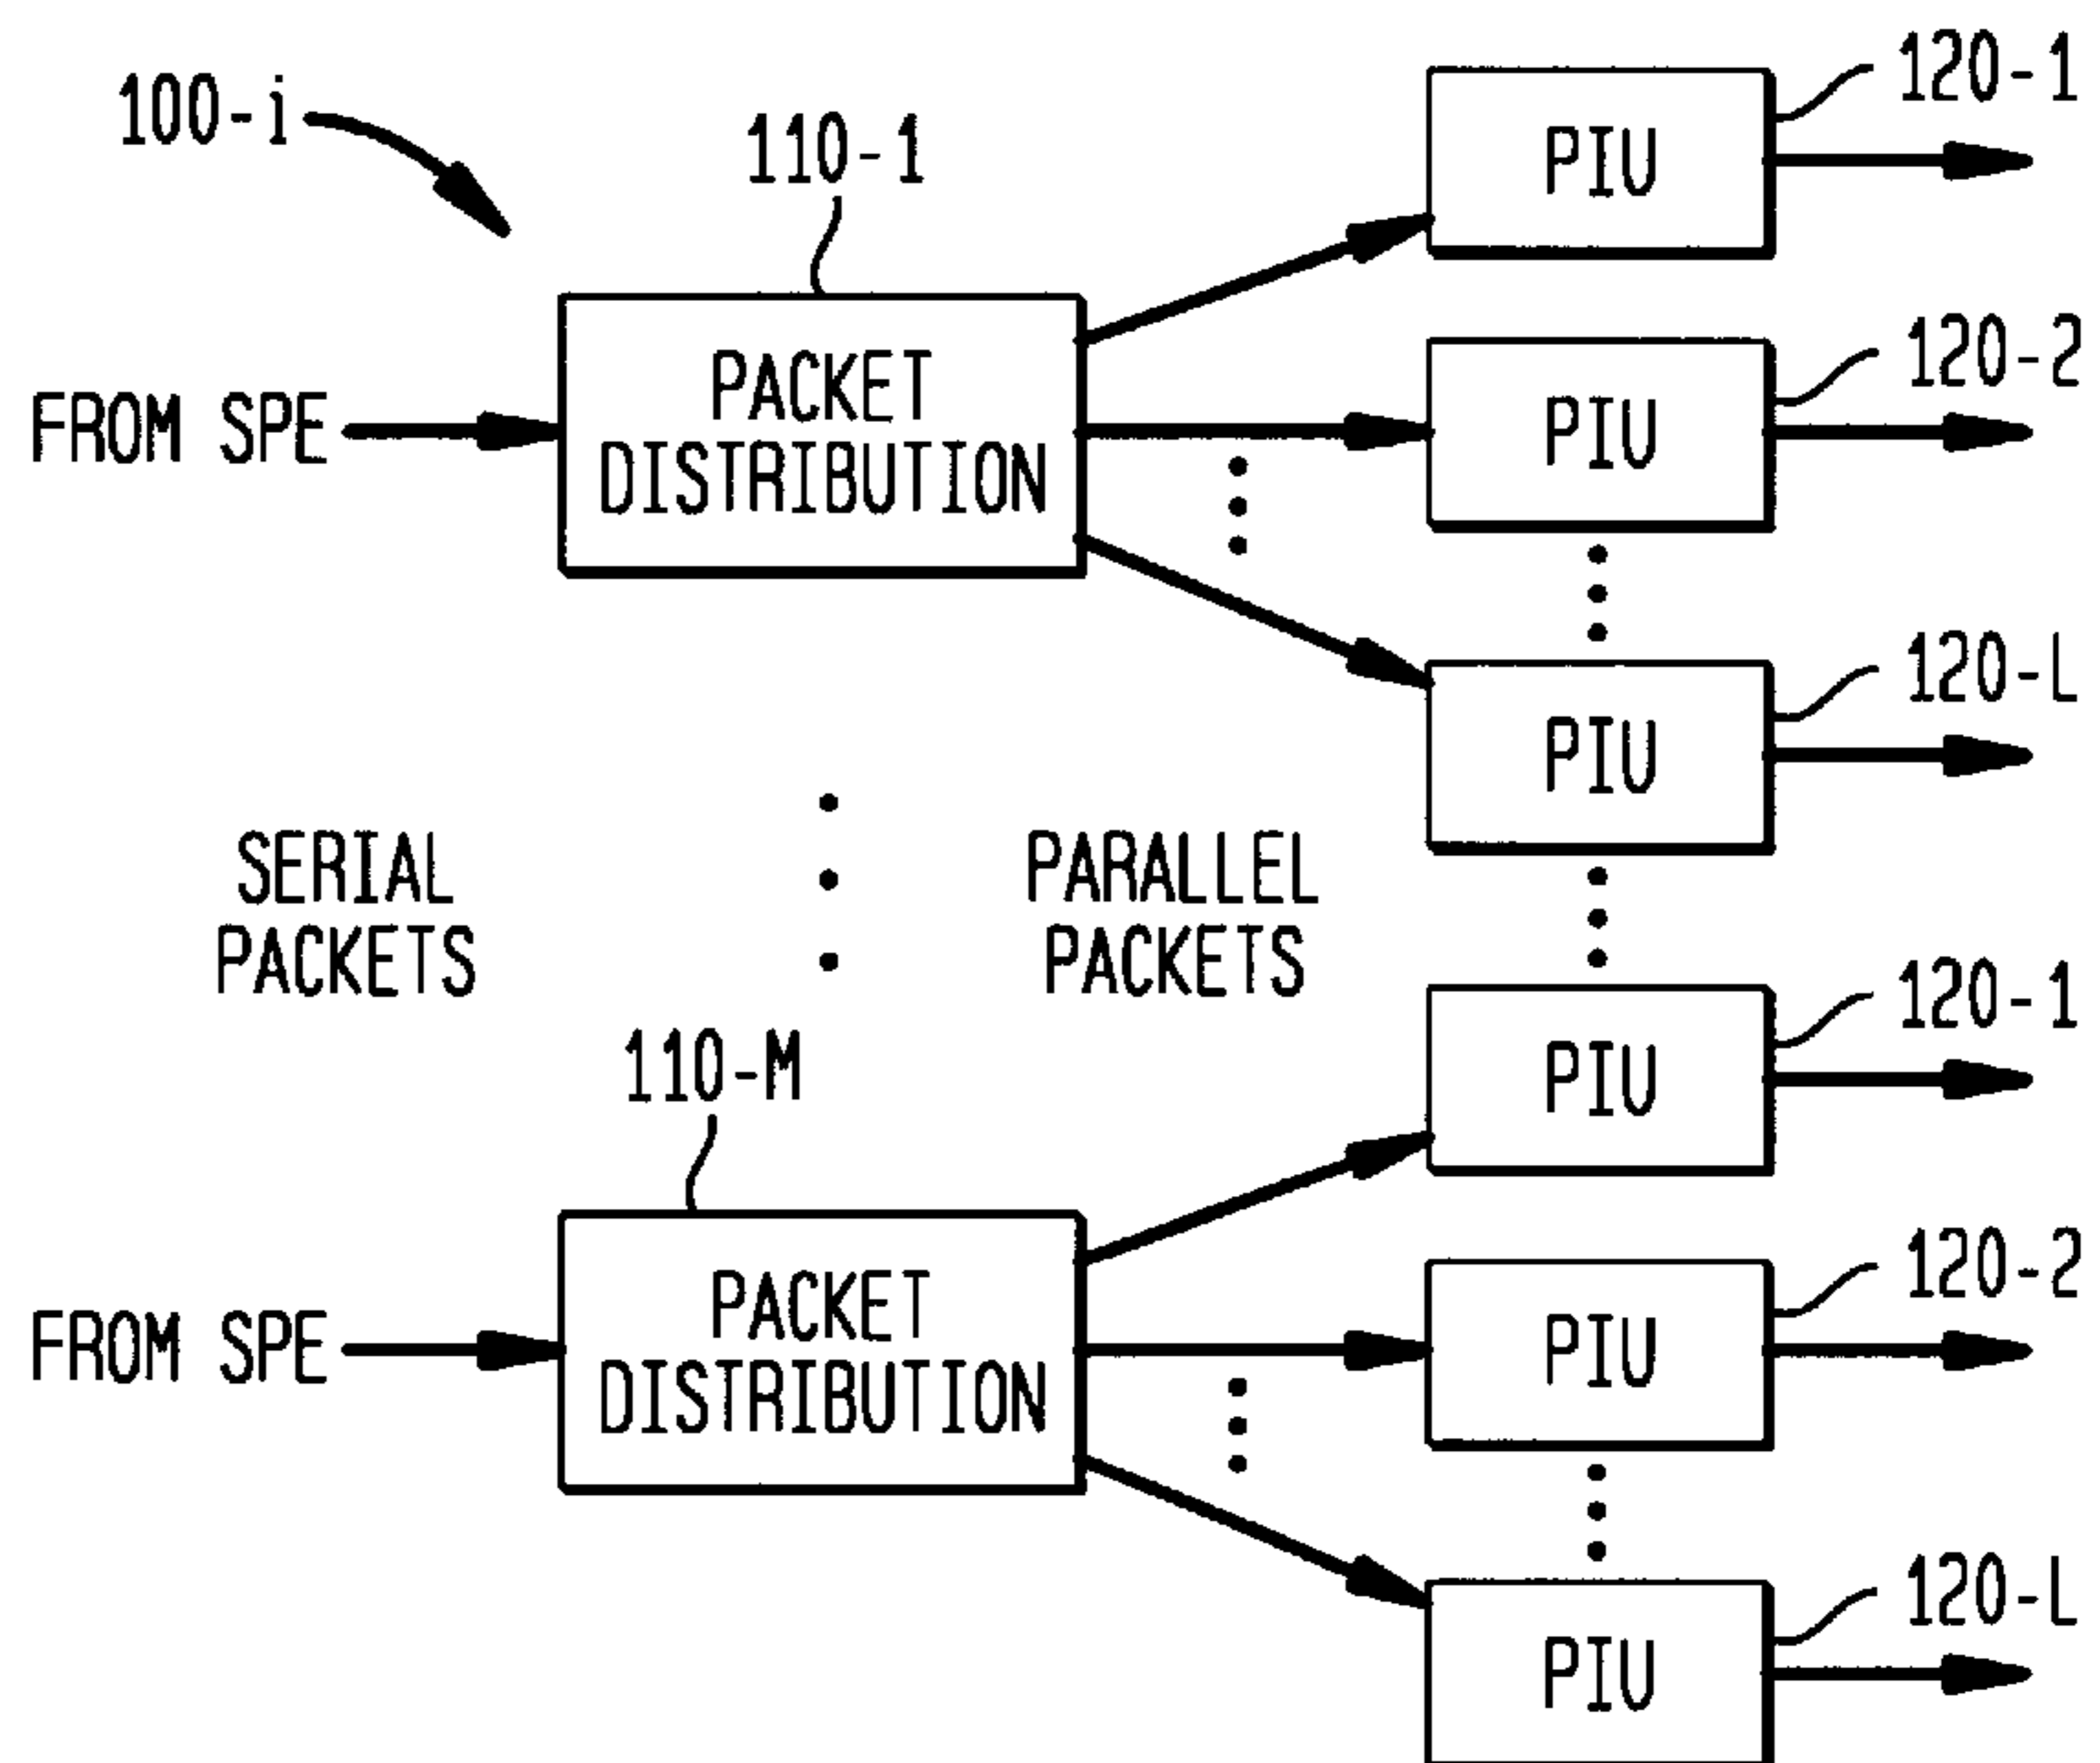 100-i
110-1
120-1
PIU
120-2
FROM SPE
PACKET
DISTRIBUTION
PIU
120-L
PIU
SERIAL
PACKETS
PARALLEL
PACKETS
110-M
120-1
PIU
120-2
FROM SPE
PACKET
DISTRIBUTION
PIU
120-L
PIU